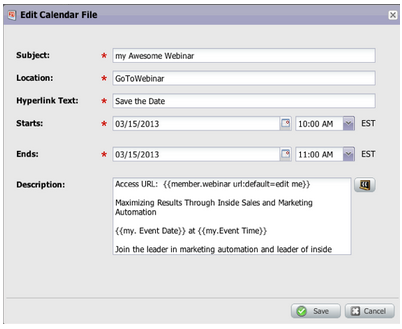 Edit Calendar File
Subject: * my Awesome Webinar
Location: * GoToWebinar
Hyperlink Text: * Save the Date
Starts: * 03/15/2013 10:00 AM EST
Ends: * 03/15/2013 11:00 AM EST
Description: Access URL: {{member.webinar url:default=edit me}}
Maximizing Results Through Inside Sales and Marketing
Automation
{{my. Event Date}} at {{my.Event Time}}
Join the leader in marketing automation and leader of inside
Save Cancel